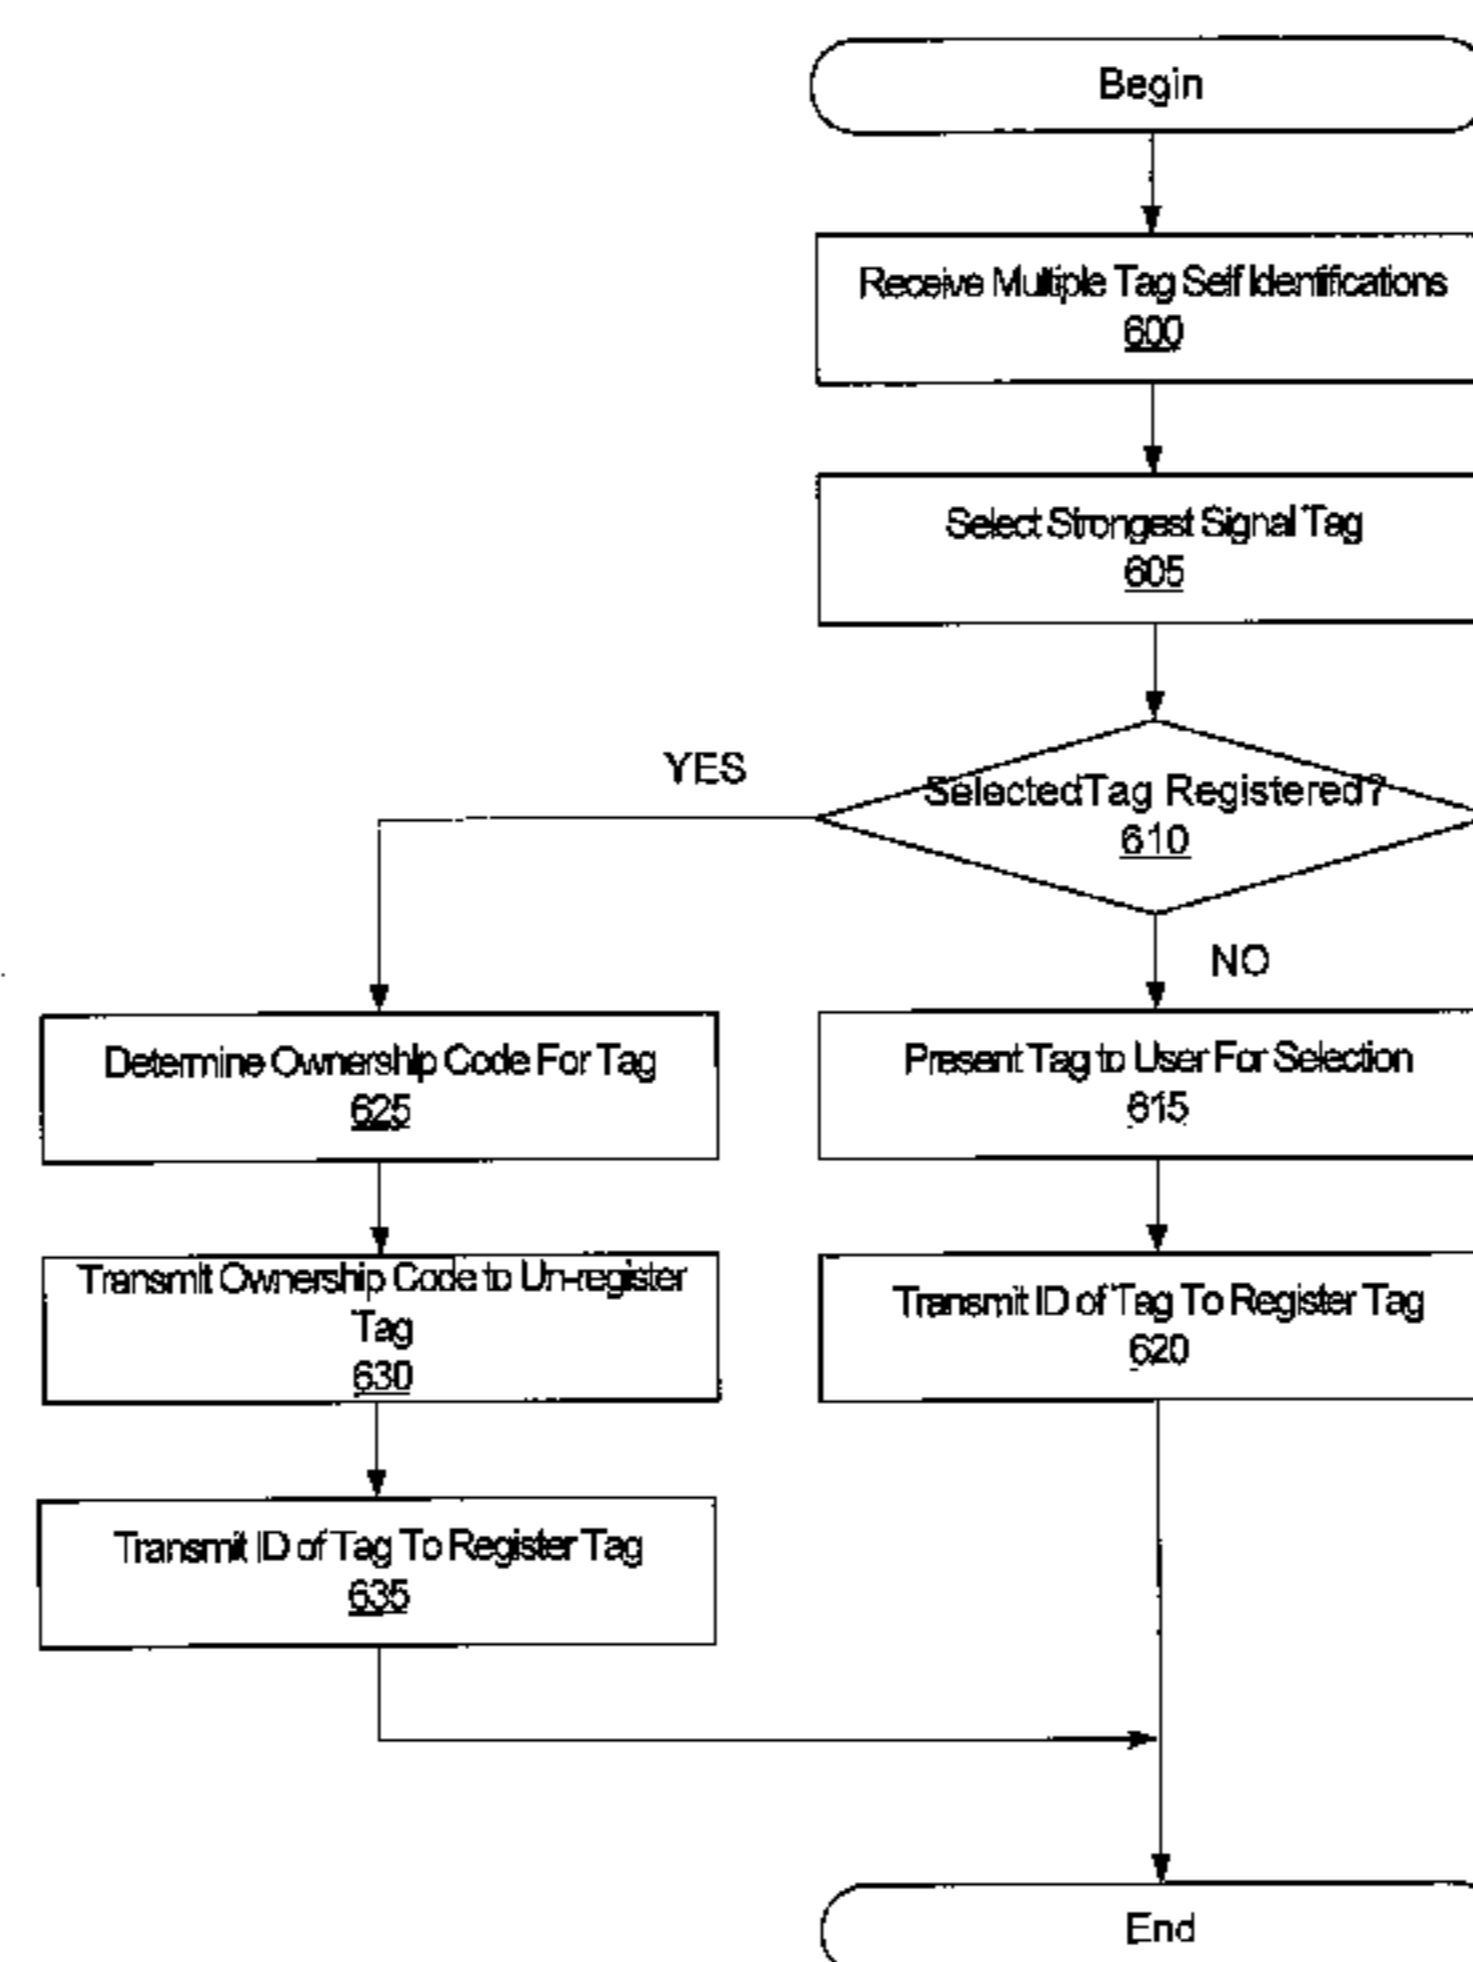 Begin
Receive Multiple Tag Self Identifications
600
Select Strongest Signal Tag
605
YES
Selected Tag Registered?
610
NO
Determine Ownership Code For Tag
625
Present Tag to User For Selection
615
Transmit Ownership Code to Un-register
Tag
630
Transmit ID of Tag To Register Tag
620
Transmit ID of Tag To Register Tag
635
End